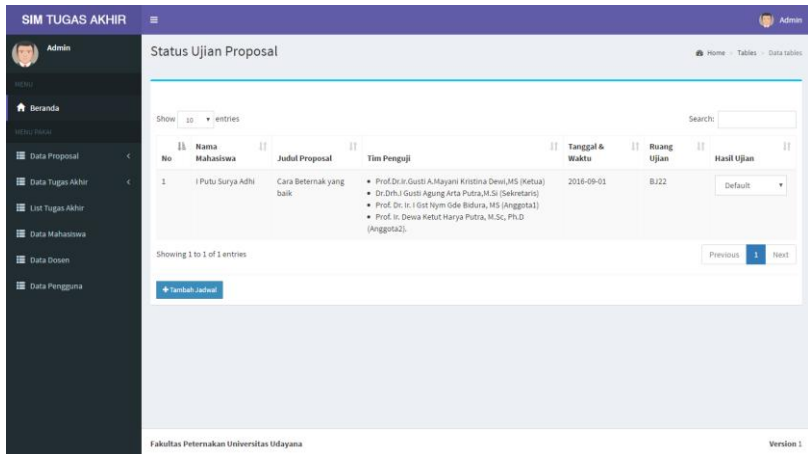 SIM TUGAS AKHIR
Admin
Admin
Status Ujian Proposal
Home > Tables > Data tables
MENU
Beranda
MENU PAKAI
Data Proposal
Data Tugas Akhir
List Tugas Akhir
Data Mahasiswa
Data Dosen
Data Pengguna
Show 10 entries
Search:
No
Nama Mahasiswa
Judul Proposal
Tim Penguji
Tanggal & Waktu
Ruang Ujian
Hasil Ujian
1
I Putu Surya Adhi
Cara Beternak yang baik
Prof.Dr.Ir.Gusti A.Mayani Kristina Dewi,MS (Ketua)
Dr.Drh.I Gusti Agung Arta Putra,M.Si (Sekretaris)
Prof. Dr. Ir. I Gst Nym Gde Bidura, MS (Anggota1)
Prof. Ir. Dewa Ketut Harya Putra, M.Sc, Ph.D
(Anggota2).
2016-09-01
BJ22
Default
Showing 1 to 1 of 1 entries
Previous 1 Next
+ Tambah Jadwal
Fakultas Peternakan Universitas Udayana
Version 1